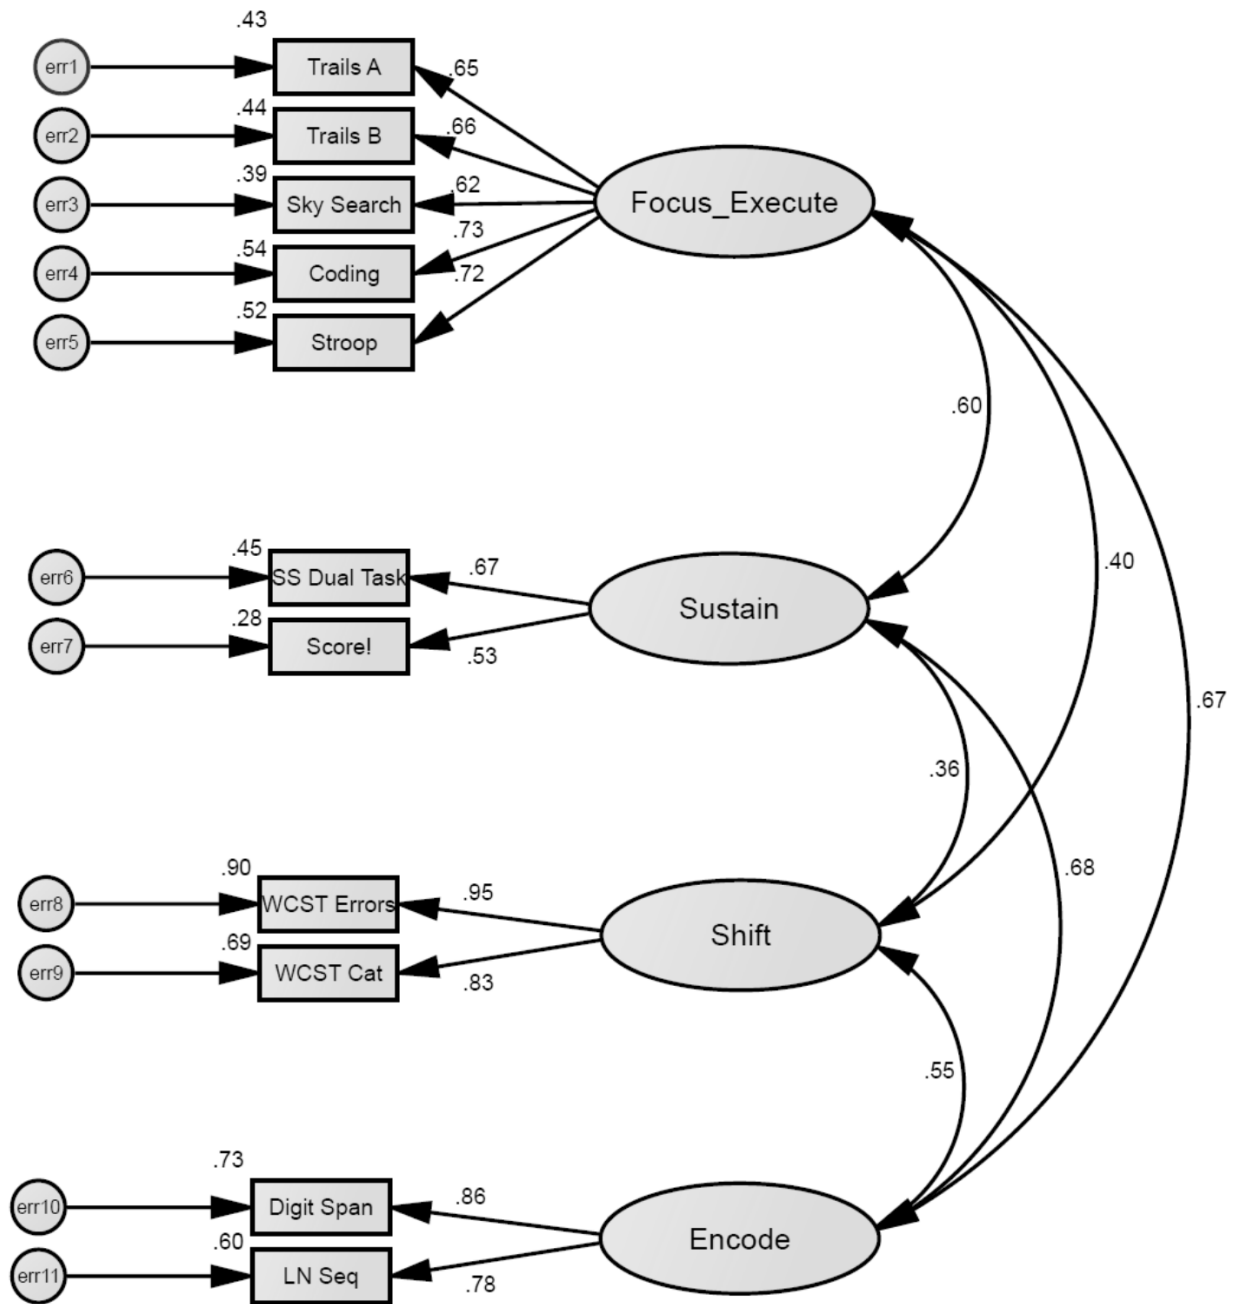 .43
err1 Trails A .65
.44
err2 Trails B .66
.39
err3 Sky Search .62
Focus_Execute
.54 .73
err4 Coding
.52 .72
err5 Stroop
.60
.45
err6 SS Dual Task .67
.40
Sustain
.28
err7 Score! .53
.67
.36
.90
.68
err8 WCST Errors .95
Shift
.69
err9 WCST Cat .83
.55
.73
err10 Digit Span .86
Encode
.60
err11 LN Seq .78